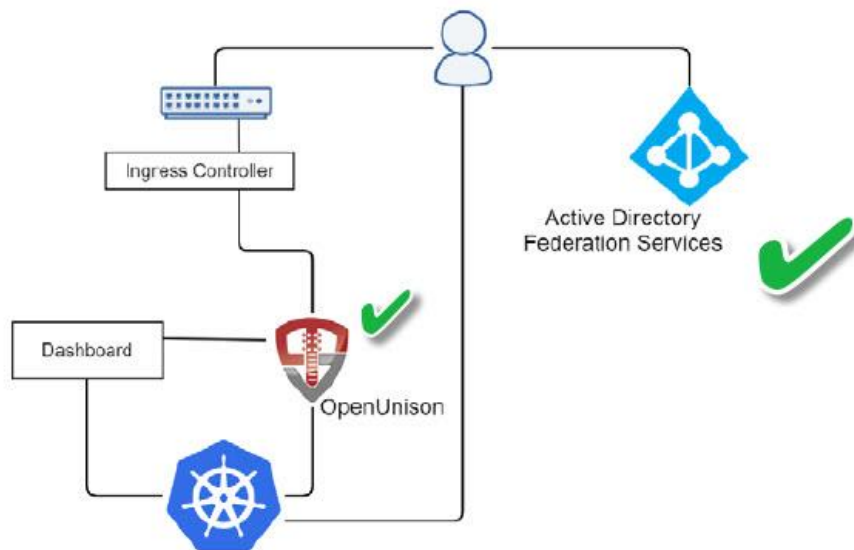 Ingress Controller
Active Directory
Federation Services
Dashboard
OpenUnison